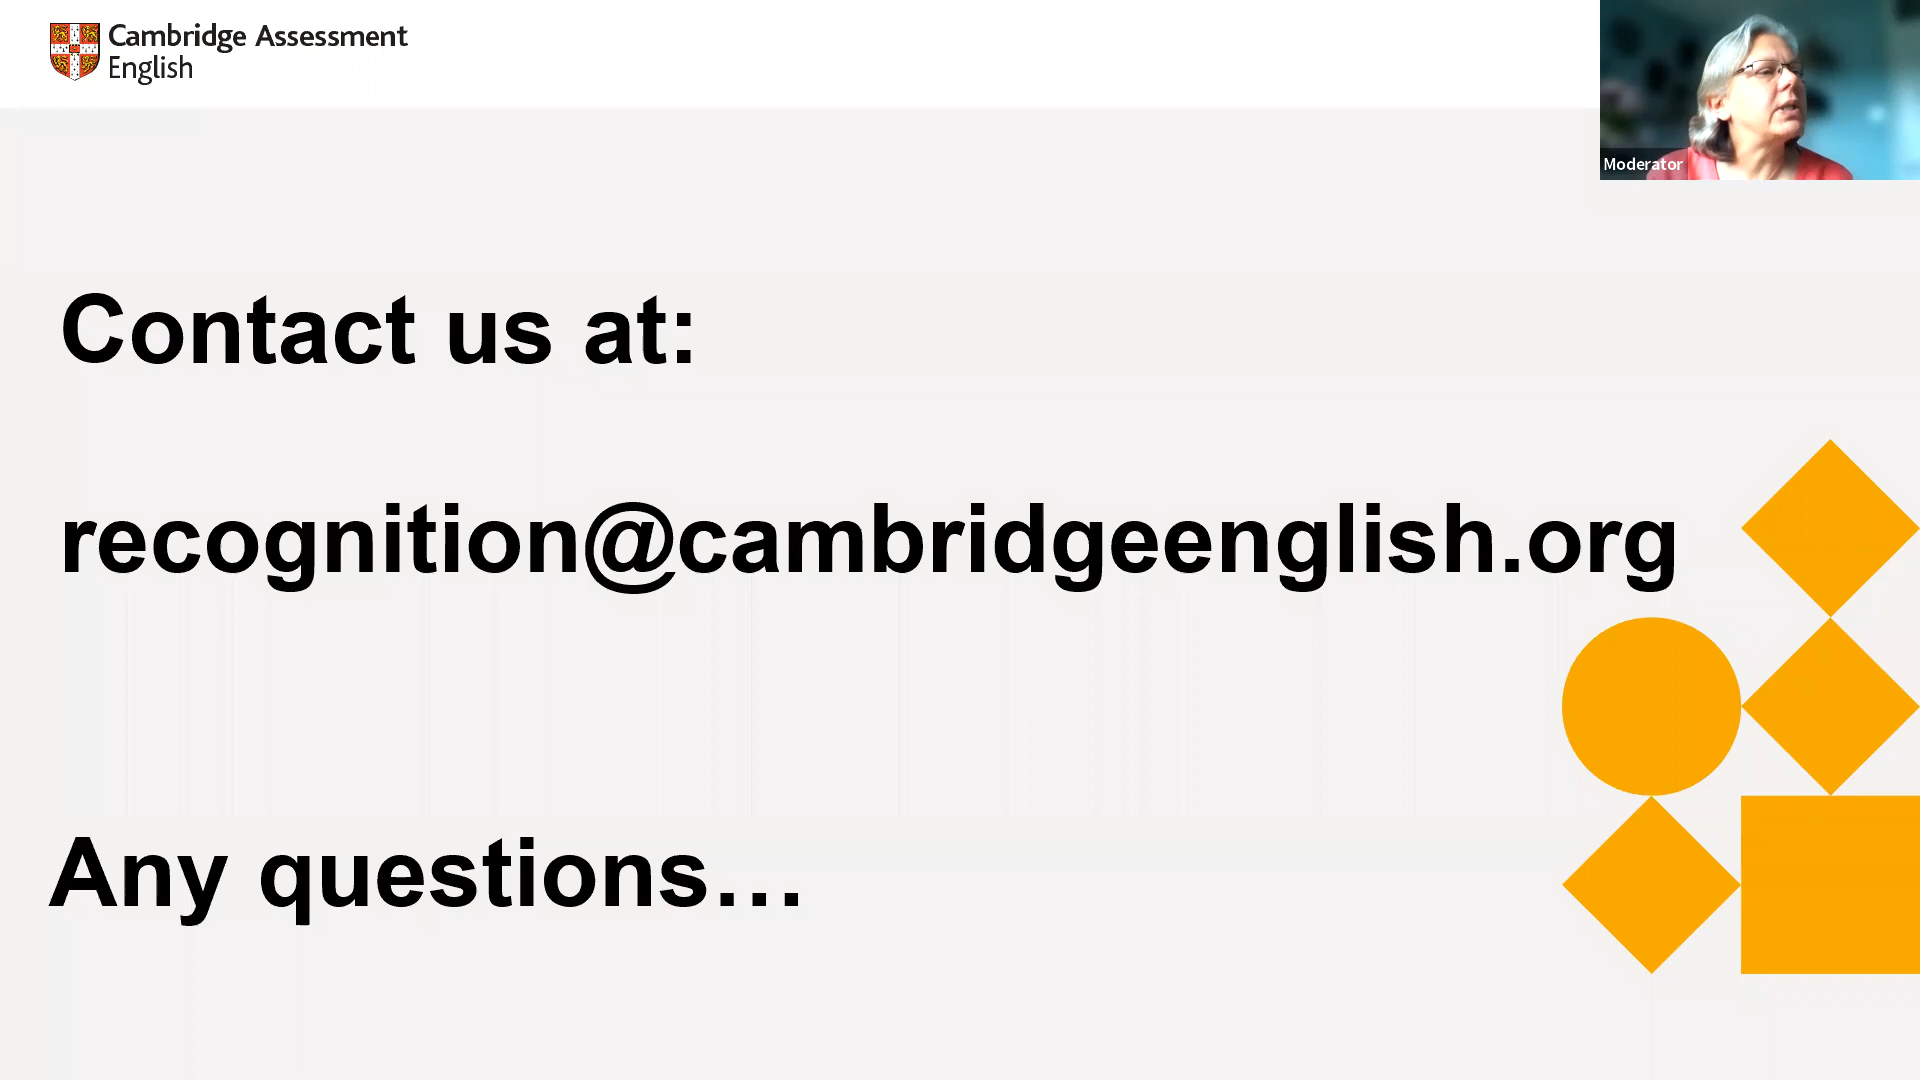 Cambridge Assessment
English
Moderator
Contact us at:
recognition@cambridgeenglish.org
Any questions…